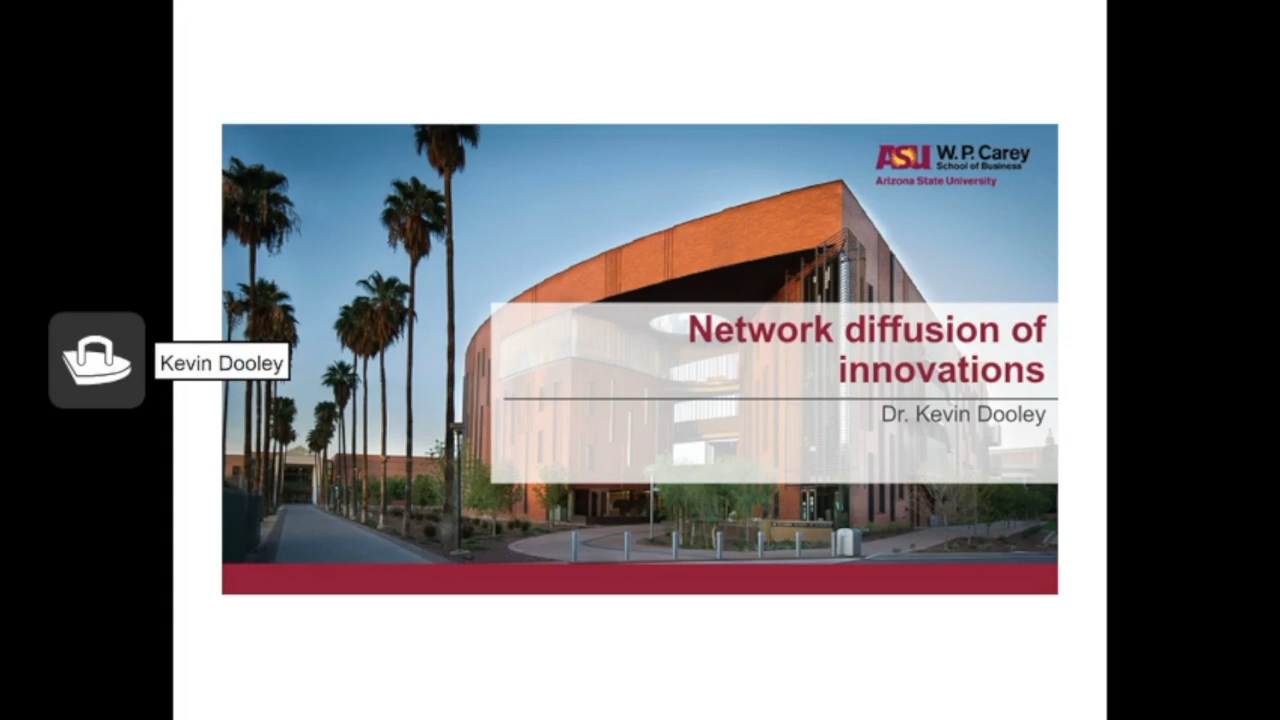 ASU W. P. Carey
School of Business
Arizona State University
Network diffusion of
innovations
Dr. Kevin Dooley
Kevin Dooley